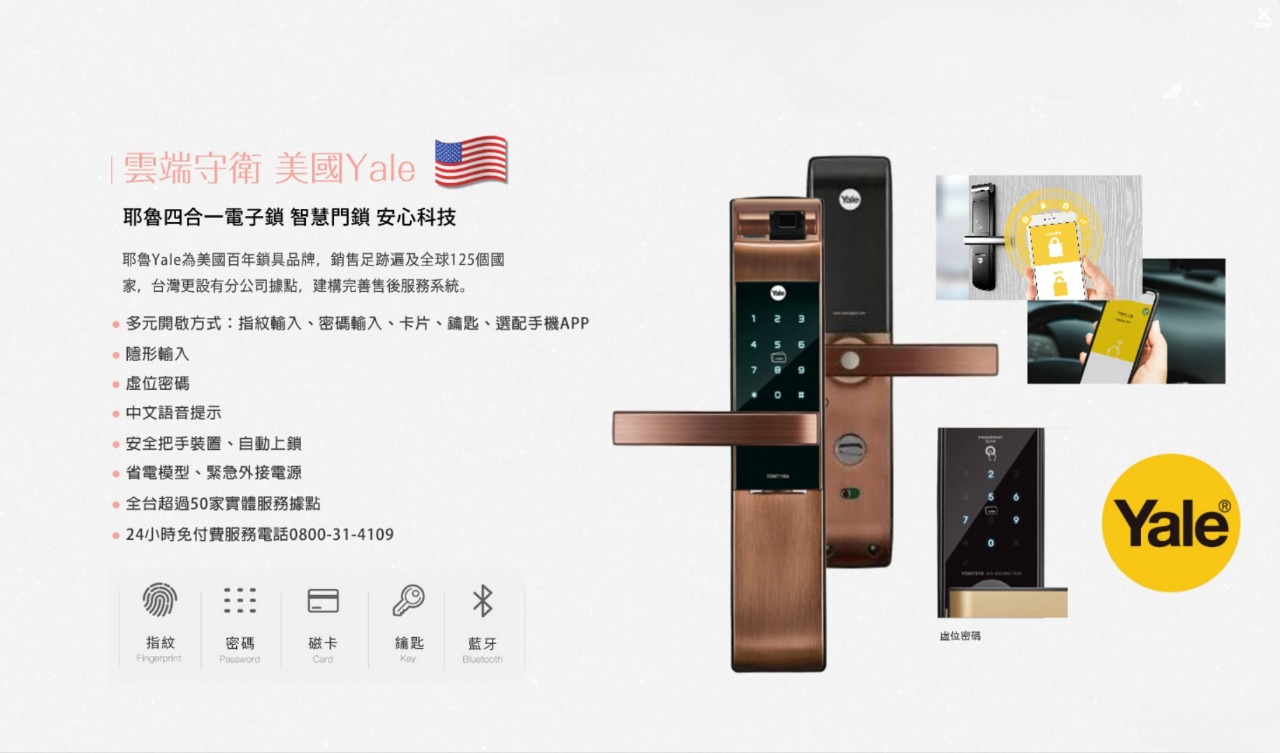 雲端守衛 美國Yale
耶魯四合一電子鎖 智慧門鎖 安心科技
耶魯Yale為美國百年鎖具品牌，銷售足跡遍及全球125個國
家，台灣更設有分公司據點，建構完善售後服務系統。
多元開啟方式：指紋輸入、密碼輸入、卡片、鑰匙、選配手機APP
隱形輸入
虛位密碼
中文語音提示
安全把手裝置、自動上鎖
省電模型、緊急外接電源
全台超過50家實體服務據點
24小時免付費服務電話0800-31-4109
指紋 密碼 磁卡 鑰匙 藍牙
Fingerprint Password Card Key Bluetooth
Yale
Yale
1 2 3
4 5 6
7 8 9
* 0 #
2
5 6
7 9
0
虛位密碼
Yale®